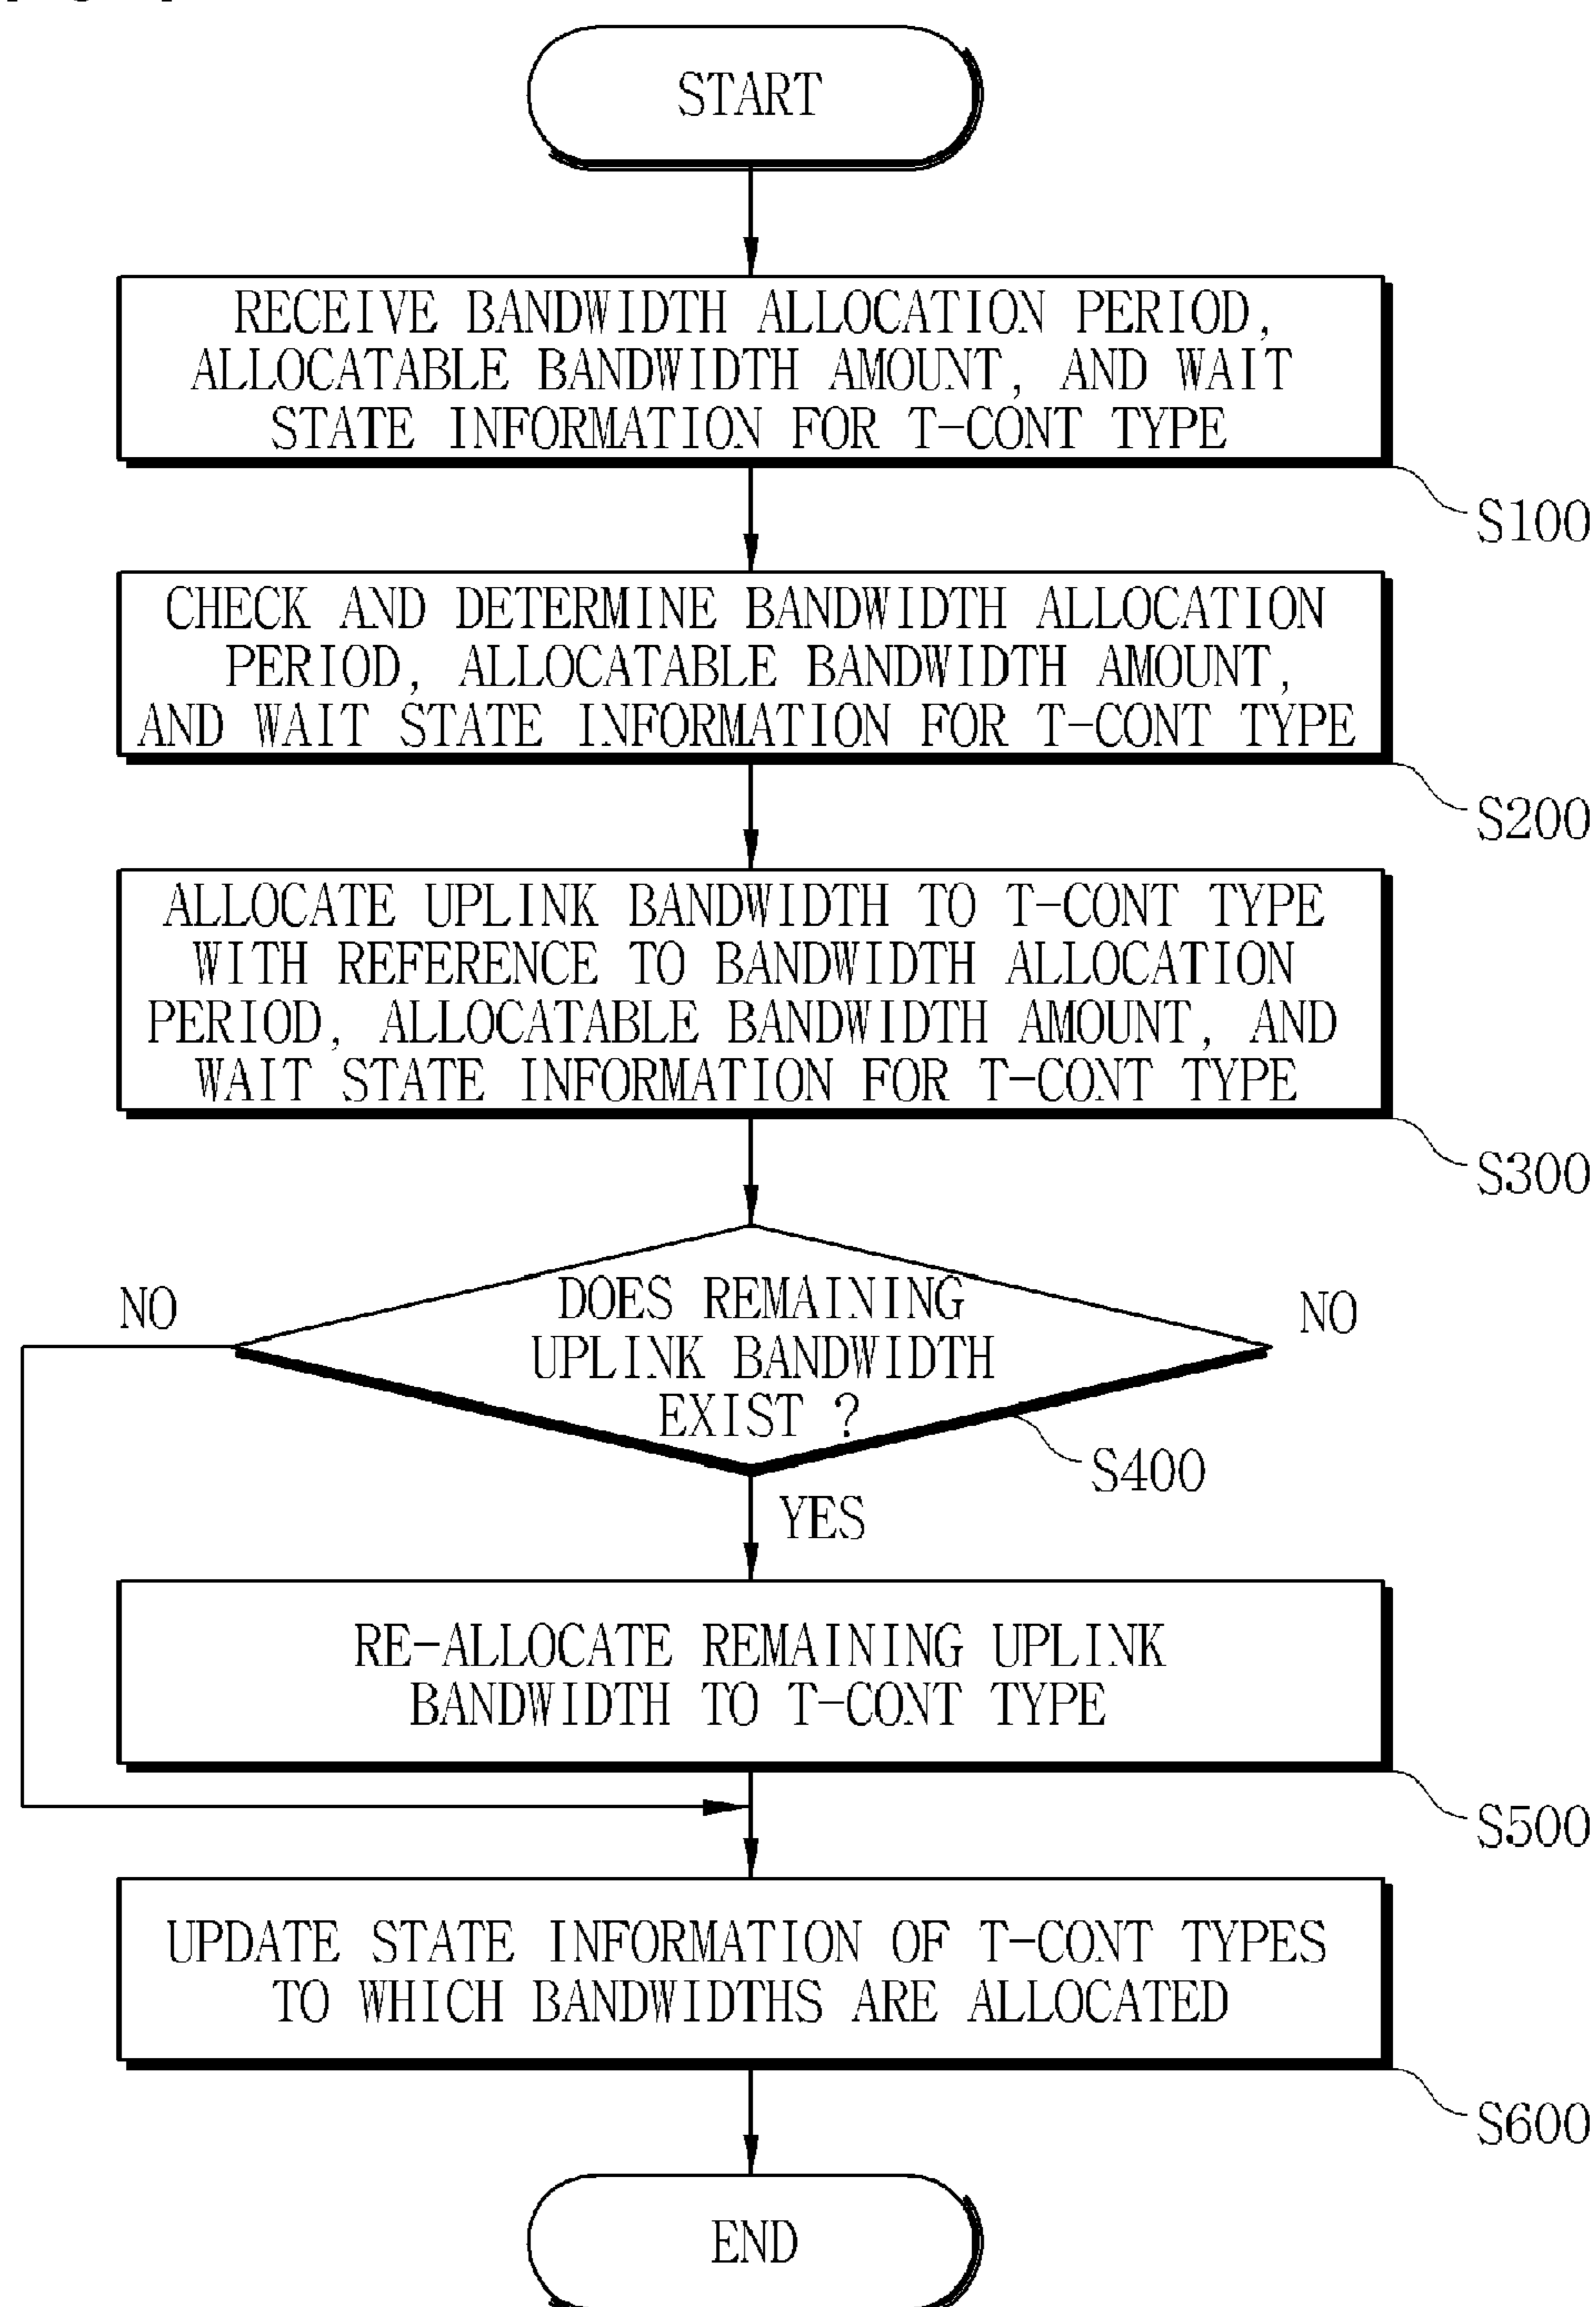 START
RECEIVE BANDWIDTH ALLOCATION PERIOD,
ALLOCATABLE BANDWIDTH AMOUNT, AND WAIT
STATE INFORMATION FOR T-CONT TYPE
S100
CHECK AND DETERMINE BANDWIDTH ALLOCATION
PERIOD, ALLOCATABLE BANDWIDTH AMOUNT,
AND WAIT STATE INFORMATION FOR T-CONT TYPE
S200
ALLOCATE UPLINK BANDWIDTH TO T-CONT TYPE
WITH REFERENCE TO BANDWIDTH ALLOCATION
PERIOD, ALLOCATABLE BANDWIDTH AMOUNT, AND
WAIT STATE INFORMATION FOR T-CONT TYPE
S300
NO
DOES REMAINING
UPLINK BANDWIDTH
EXIST ?
NO
S400
YES
RE-ALLOCATE REMAINING UPLINK
BANDWIDTH TO T-CONT TYPE
S500
UPDATE STATE INFORMATION OF T-CONT TYPES
TO WHICH BANDWIDTHS ARE ALLOCATED
S600
END